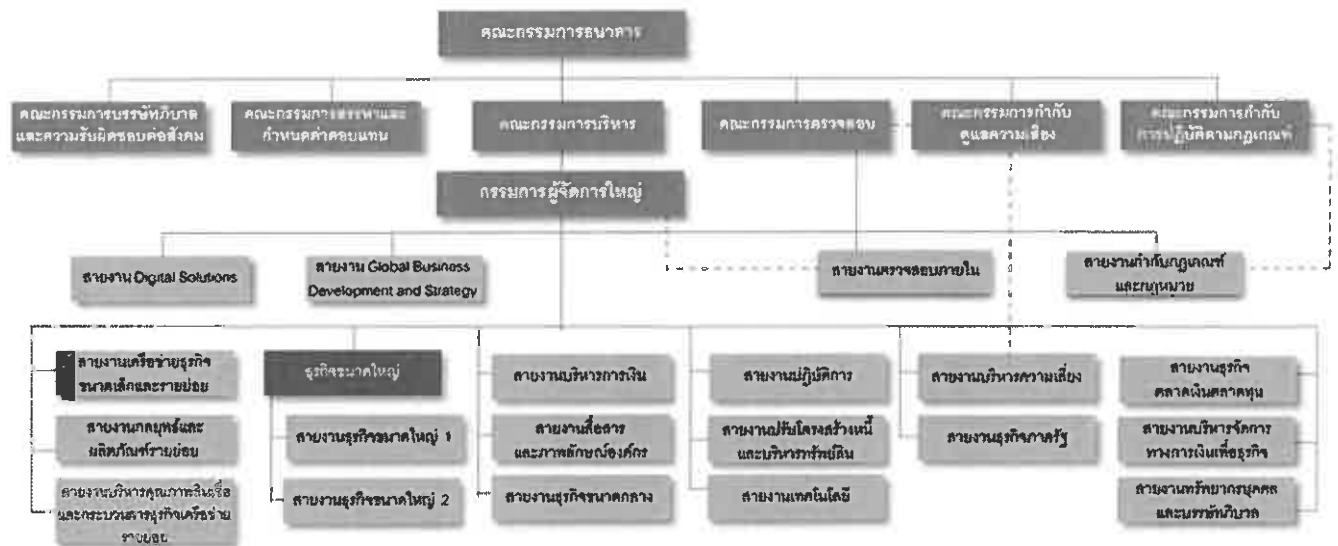 คณะกรรมการธนาคาร
คณะกรรมการบรรษัทภิบาล
และความรับผิดชอบต่อสังคม
คณะกรรมการสรรหาและ
กำหนดค่าตอบแทน
คณะกรรมการบริหาร
คณะกรรมการตรวจสอบ
คณะกรรมการกำกับ
ดูแลความเสี่ยง
คณะกรรมการกำกับ
การปฏิบัติตามกฎเกณฑ์
กรรมการผู้จัดการใหญ่
สายงาน Digital Solutions
สายงาน Global Business
Development and Strategy
สายงานตรวจสอบภายใน
สายงานกำกับกฎเกณฑ์
และกฎหมาย
สายงานเครือข่ายธุรกิจ
ขนาดเล็กและรายย่อย
ธุรกิจขนาดใหญ่
สายงานบริหารการเงิน
สายงานปฏิบัติการ
สายงานบริหารความเสี่ยง
สายงานธุรกิจ
ตลาดเงินตลาดทุน
สายงานกลยุทธ์และ
ผลิตภัณฑ์รายย่อย
สายงานธุรกิจขนาดใหญ่ 1
สายงานสื่อสาร
และภาพลักษณ์องค์กร
สายงานปรับโครงสร้างหนี้
และบริหารทรัพย์สิน
สายงานธุรกิจภาครัฐ
สายงานบริหารจัดการ
ทางการเงินเพื่อธุรกิจ
สายงานบริหารคุณภาพสินเชื่อ
และกระบวนการธุรกิจเครือข่าย
รายย่อย
สายงานธุรกิจขนาดใหญ่ 2
สายงานธุรกิจขนาดกลาง
สายงานเทคโนโลยี
สายงานทรัพยากรบุคคล
และบรรษัทภิบาล